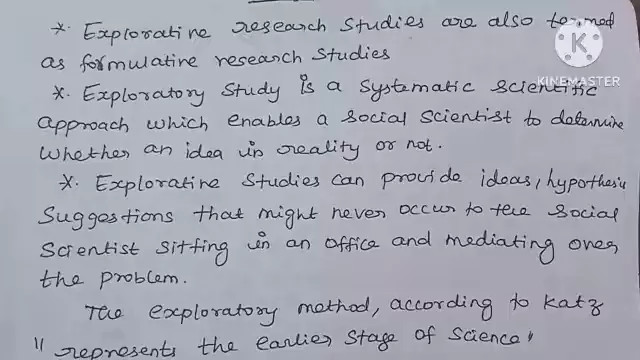 * Explorative research studies are also termed
as formulative research studies
* Exploratory study is a systematic scientific
approach which enables a social scientist to determine
whether an idea in reality or not.
* Explorative studies can provide ideas, hypothesis
suggestions that might never occur to the social
scientist sitting in an office and mediating over
the problem.
The exploratory method, according to Katz
"represents the earlier stage of science"
KINEMASTER